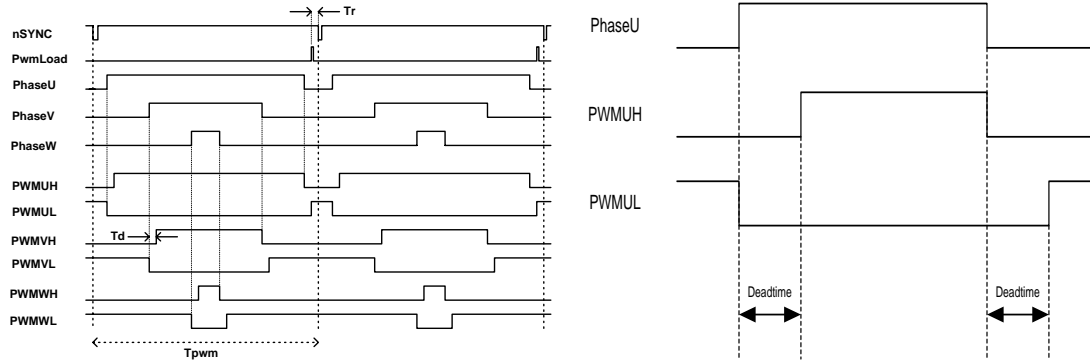 Tr
nSYNC
PwmLoad
PhaseU
PhaseV
PhaseW
PWMUH
PWMUL
Td
PWMVH
PWMVL
PWMWH
PWMWL
Tpwm
PhaseU
PWMUH
PWMUL
Deadtime
Deadtime